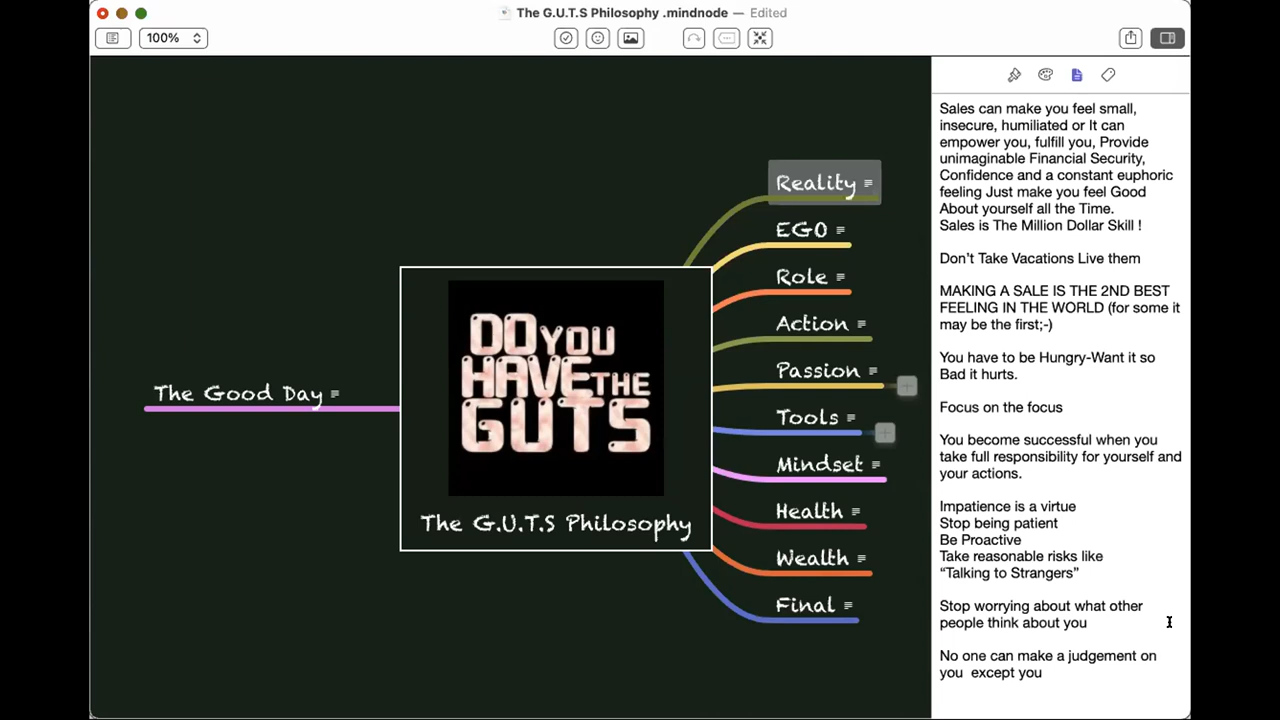 The G.U.T.S Philosophy .mindnode — Edited
100%
Reality
EGO
Role
Action
Passion
Tools
Mindset
Health
Wealth
Final
The Good Day
DO YOU
HAVE THE
GUTS
The G.U.T.S Philosophy
Sales can make you feel small,
insecure, humiliated or It can
empower you, fulfill you, Provide
unimaginable Financial Security,
Confidence and a constant euphoric
feeling Just make you feel Good
About yourself all the Time.
Sales is The Million Dollar Skill !
Don't Take Vacations Live them
MAKING A SALE IS THE 2ND BEST
FEELING IN THE WORLD (for some it
may be the first;-)
You have to be Hungry-Want it so
Bad it hurts.
Focus on the focus
You become successful when you
take full responsibility for yourself and
your actions.
Impatience is a virtue
Stop being patient
Be Proactive
Take reasonable risks like
“Talking to Strangers”
Stop worrying about what other
people think about you
No one can make a judgement on
you  except you